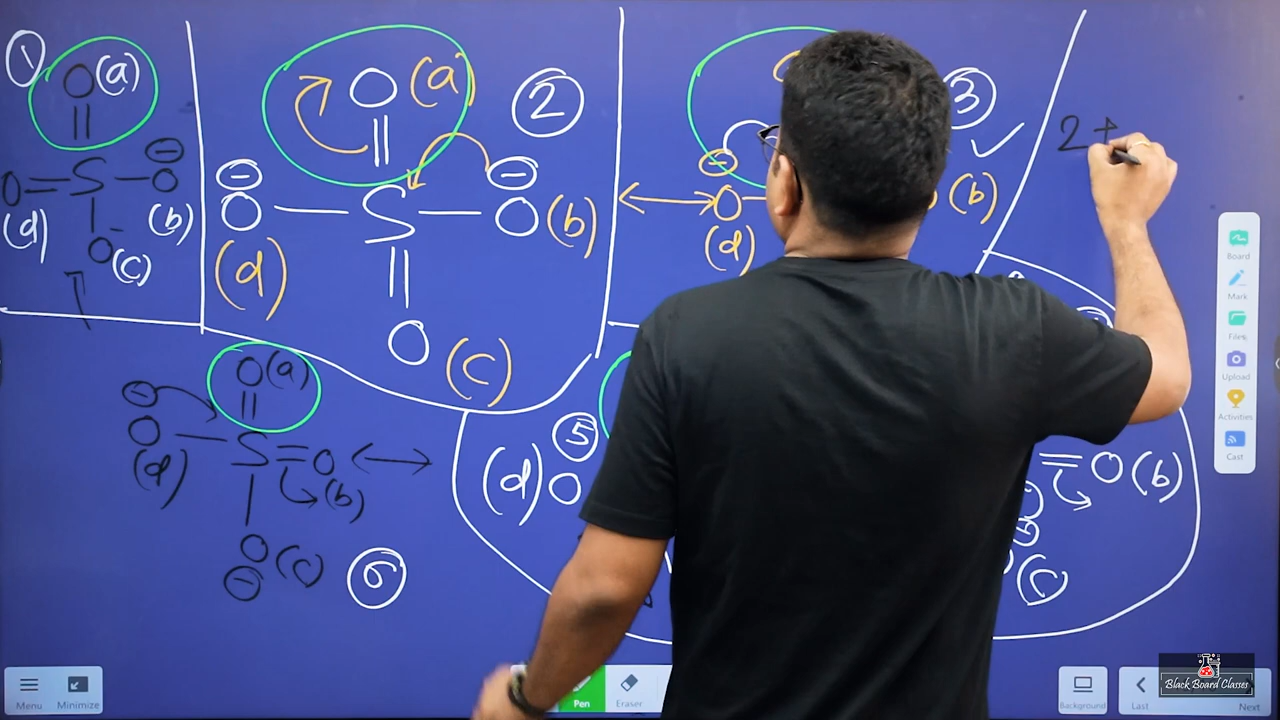 ①
O (a)
||
⊖
O = S – O
(d) (b)
|
O⁻ (c)
↑
②
O (a)
||
⊖ ⊖
O – S – O (b)
(d)
||
O (c)
③ ✓
⊖
↔ O –
(d)
(b)
2 +
O (a)
||
⊖
O – S = O ↔
(d) (b)
|
O (c)
⊖
⑥
⑤
(d) O
= O (b)
(c)
Board
Mark
Files
Upload
Activities
Cast
Menu
Minimize
Pen
Eraser
Background
Last
Next
Black Board Classes